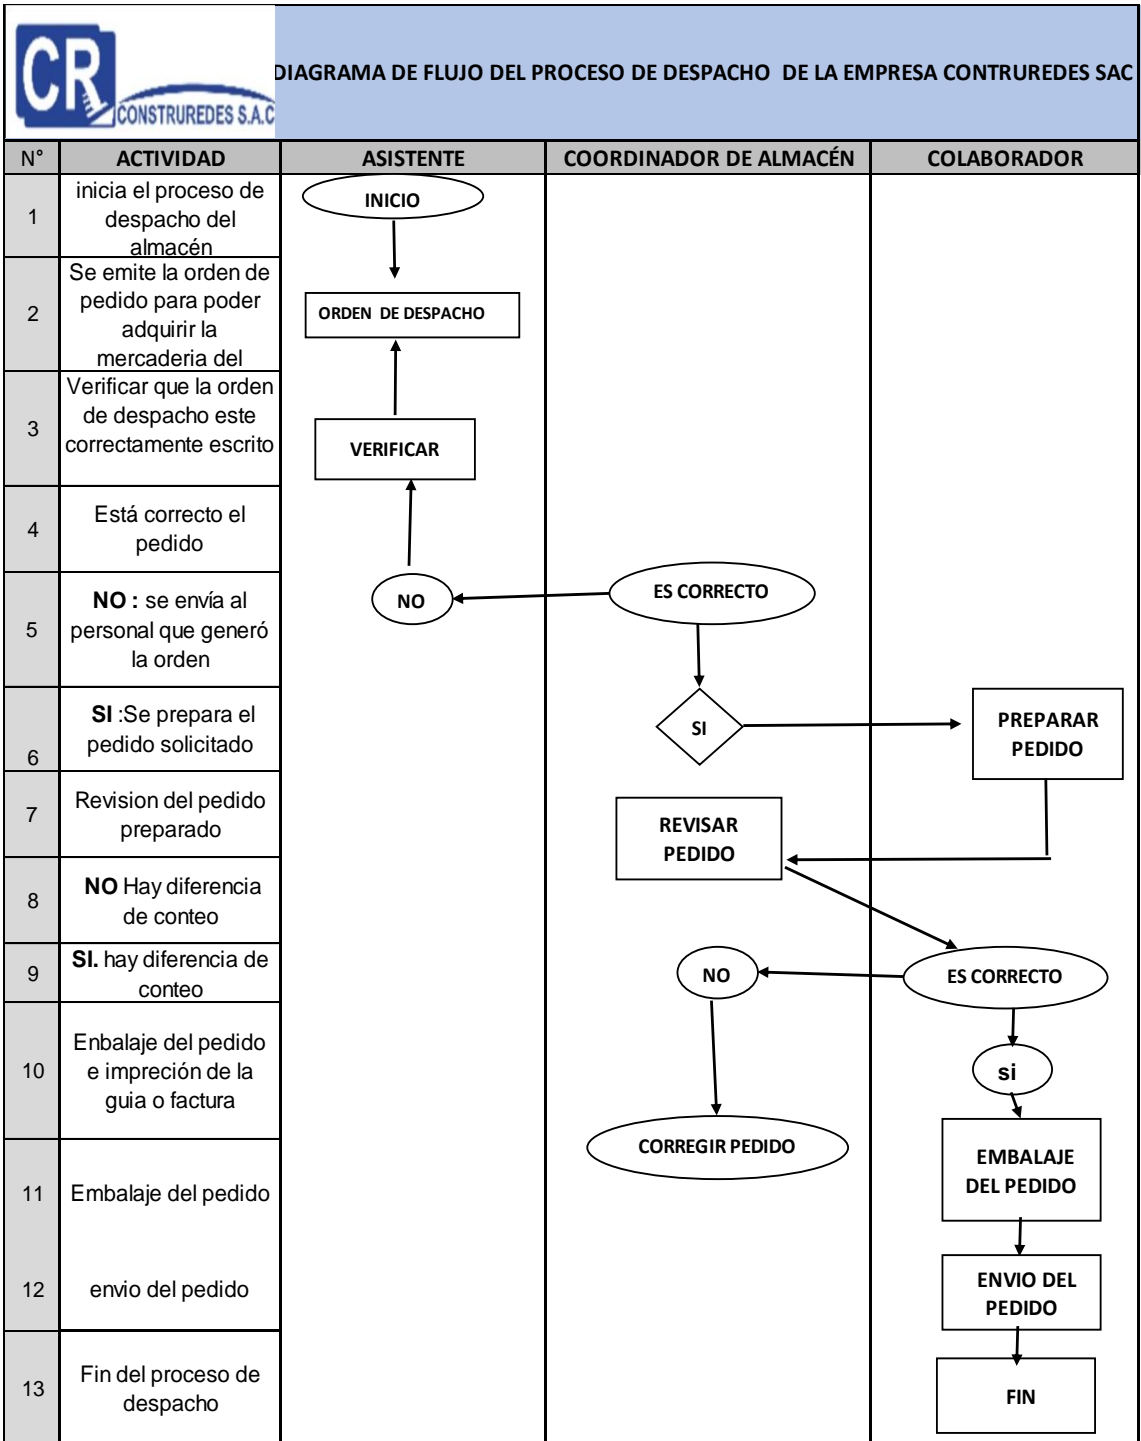 CR
CONSTRUREDES S.A.C
DIAGRAMA DE FLUJO DEL PROCESO DE DESPACHO DE LA EMPRESA CONTRUREDES SAC
N° ACTIVIDAD ASISTENTE COORDINADOR DE ALMACÉN COLABORADOR
1
inicia el proceso de
despacho del
almacén
INICIO
2
Se emite la orden de
pedido para poder
adquirir la
mercaderia del
ORDEN DE DESPACHO
3
Verificar que la orden
de despacho este
correctamente escrito
VERIFICAR
4
Está correcto el
pedido
5
NO : se envía al
personal que generó
la orden
NO
ES CORRECTO
6
SI :Se prepara el
pedido solicitado
SI
PREPARAR
PEDIDO
7
Revision del pedido
preparado
REVISAR
PEDIDO
8
NO Hay diferencia
de conteo
9
SI. hay diferencia de
conteo
NO
ES CORRECTO
10
Enbalaje del pedido
e impreción de la
guia o factura
si
CORREGIR PEDIDO
11
Embalaje del pedido
EMBALAJE
DEL PEDIDO
12
envio del pedido
ENVIO DEL
PEDIDO
13
Fin del proceso de
despacho
FIN